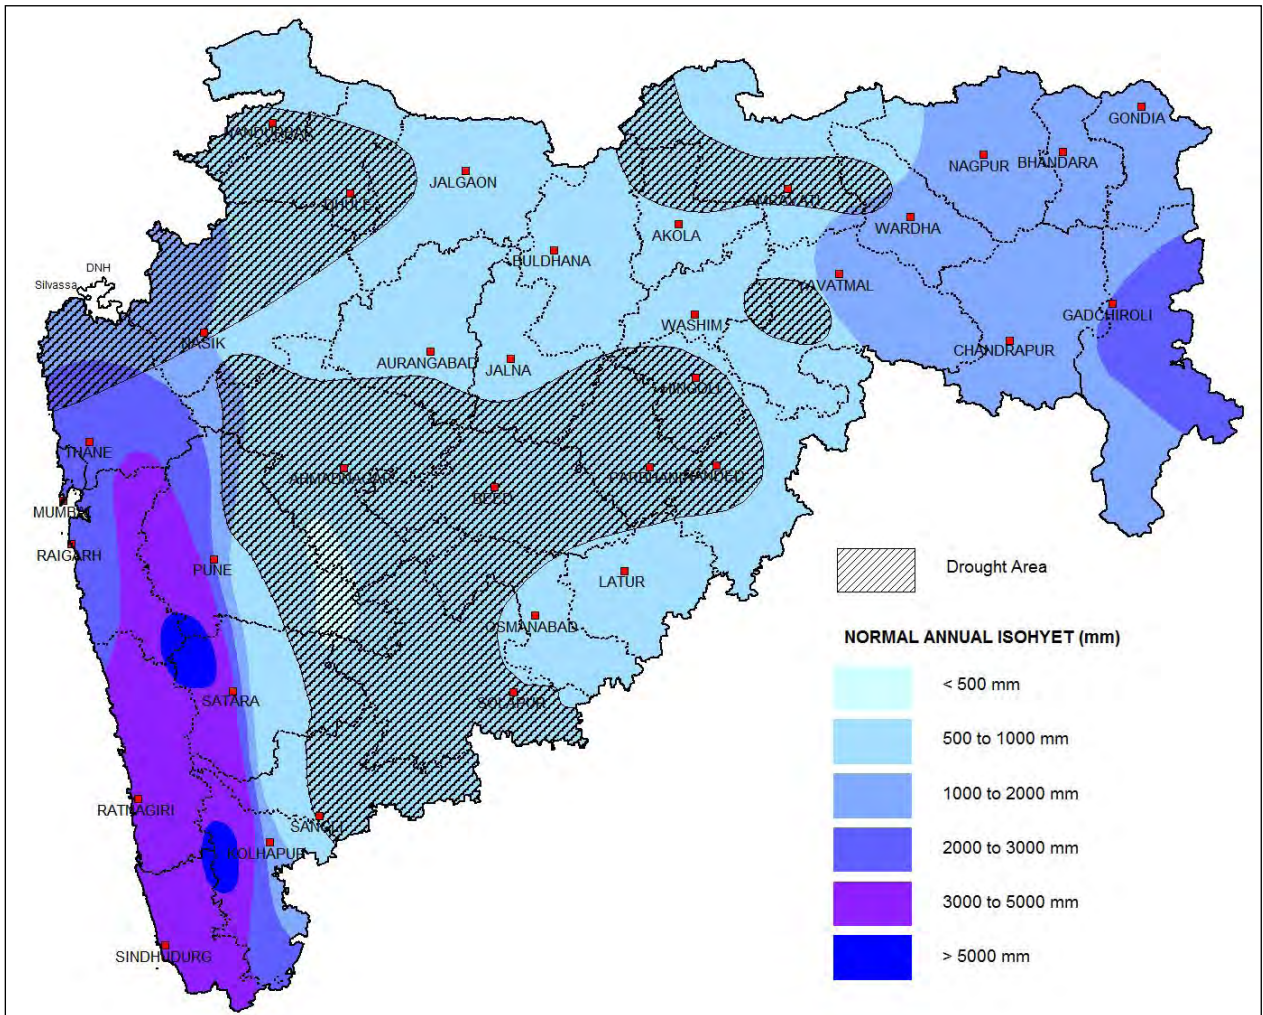 GONDIA
NANDURBAR
NAGPUR
BHANDARA
JALGAON
DHULE
AMRAVATI
WARDHA
AKOLA
BULDHANA
DNH
Silvassa
YAVATMAL
GADCHIROLI
WASHIM
NASIK
CHANDRAPUR
AURANGABAD
JALNA
HINGOLI
THANE
AHMADNAGAR
BEED
PARBHANI
NANDED
MUMBAI
RAIGARH
PUNE
LATUR
Drought Area
OSMANABAD
NORMAL ANNUAL ISOHYET (mm)
< 500 mm
SATARA
SOLAPUR
500 to 1000 mm
1000 to 2000 mm
RATNAGIRI
SANGLI
KOLHAPUR
2000 to 3000 mm
3000 to 5000 mm
SINDHUDURG
> 5000 mm